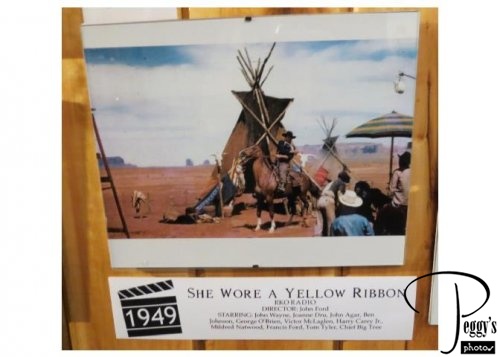 1949
SHE WORE A YELLOW RIBBON
RKO RADIO
DIRECTOR: John Ford
STARRING: John Wayne, Joanne Dru, John Agar, Ben
Johnson, George O'Brien, Victor McLaglen, Harry Carey Jr,
Mildred Natwood, Francis Ford, Tom Tyler, Chief Big Tree
Peggy's
photos